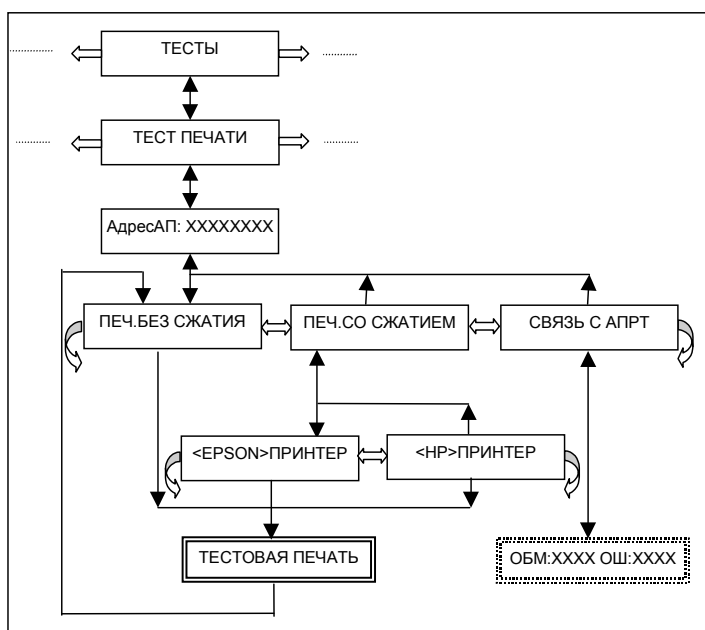 ТЕСТЫ
ТЕСТ ПЕЧАТИ
АдресАП: XXXXXXXX
ПЕЧ.БЕЗ СЖАТИЯ
ПЕЧ.СО СЖАТИЕМ
СВЯЗЬ С АПРТ
<EPSON>ПРИНТЕР
<HP>ПРИНТЕР
ТЕСТОВАЯ ПЕЧАТЬ
ОБМ:XXXX ОШ:XXXX